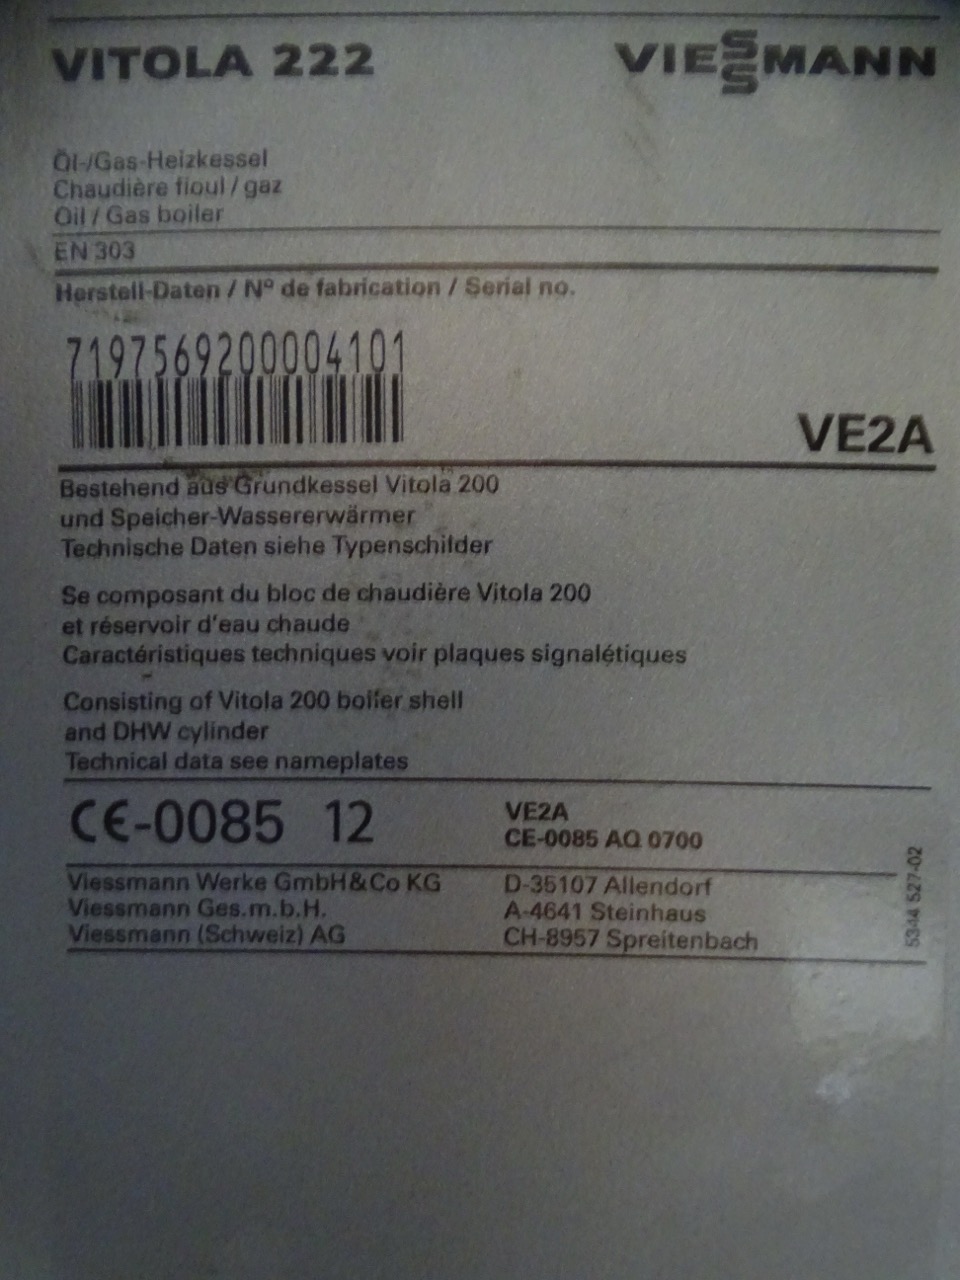 VITOLA 222
VIESSMANN
Öl-/Gas-Heizkessel
Chaudière fioul / gaz
Oil / Gas boiler
EN 303
Herstell-Daten / Nº de fabrication / Serial no.
7197569200004101
VE2A
Bestehend aus Grundkessel Vitola 200
und Speicher-Wassererwärmer
Technische Daten siehe Typenschilder
Se composant du bloc de chaudière Vitola 200
et réservoir d'eau chaude
Caractéristiques techniques voir plaques signalétiques
Consisting of Vitola 200 boiler shell
and DHW cylinder
Technical data see nameplates
CE-0085 12
VE2A
CE-0085 AQ 0700
Viessmann Werke GmbH&Co KG D-35107 Allendorf
Viessmann Ges.m.b.H. A-4641 Steinhaus
Viessmann (Schweiz) AG CH-8957 Spreitenbach
5344 527-02